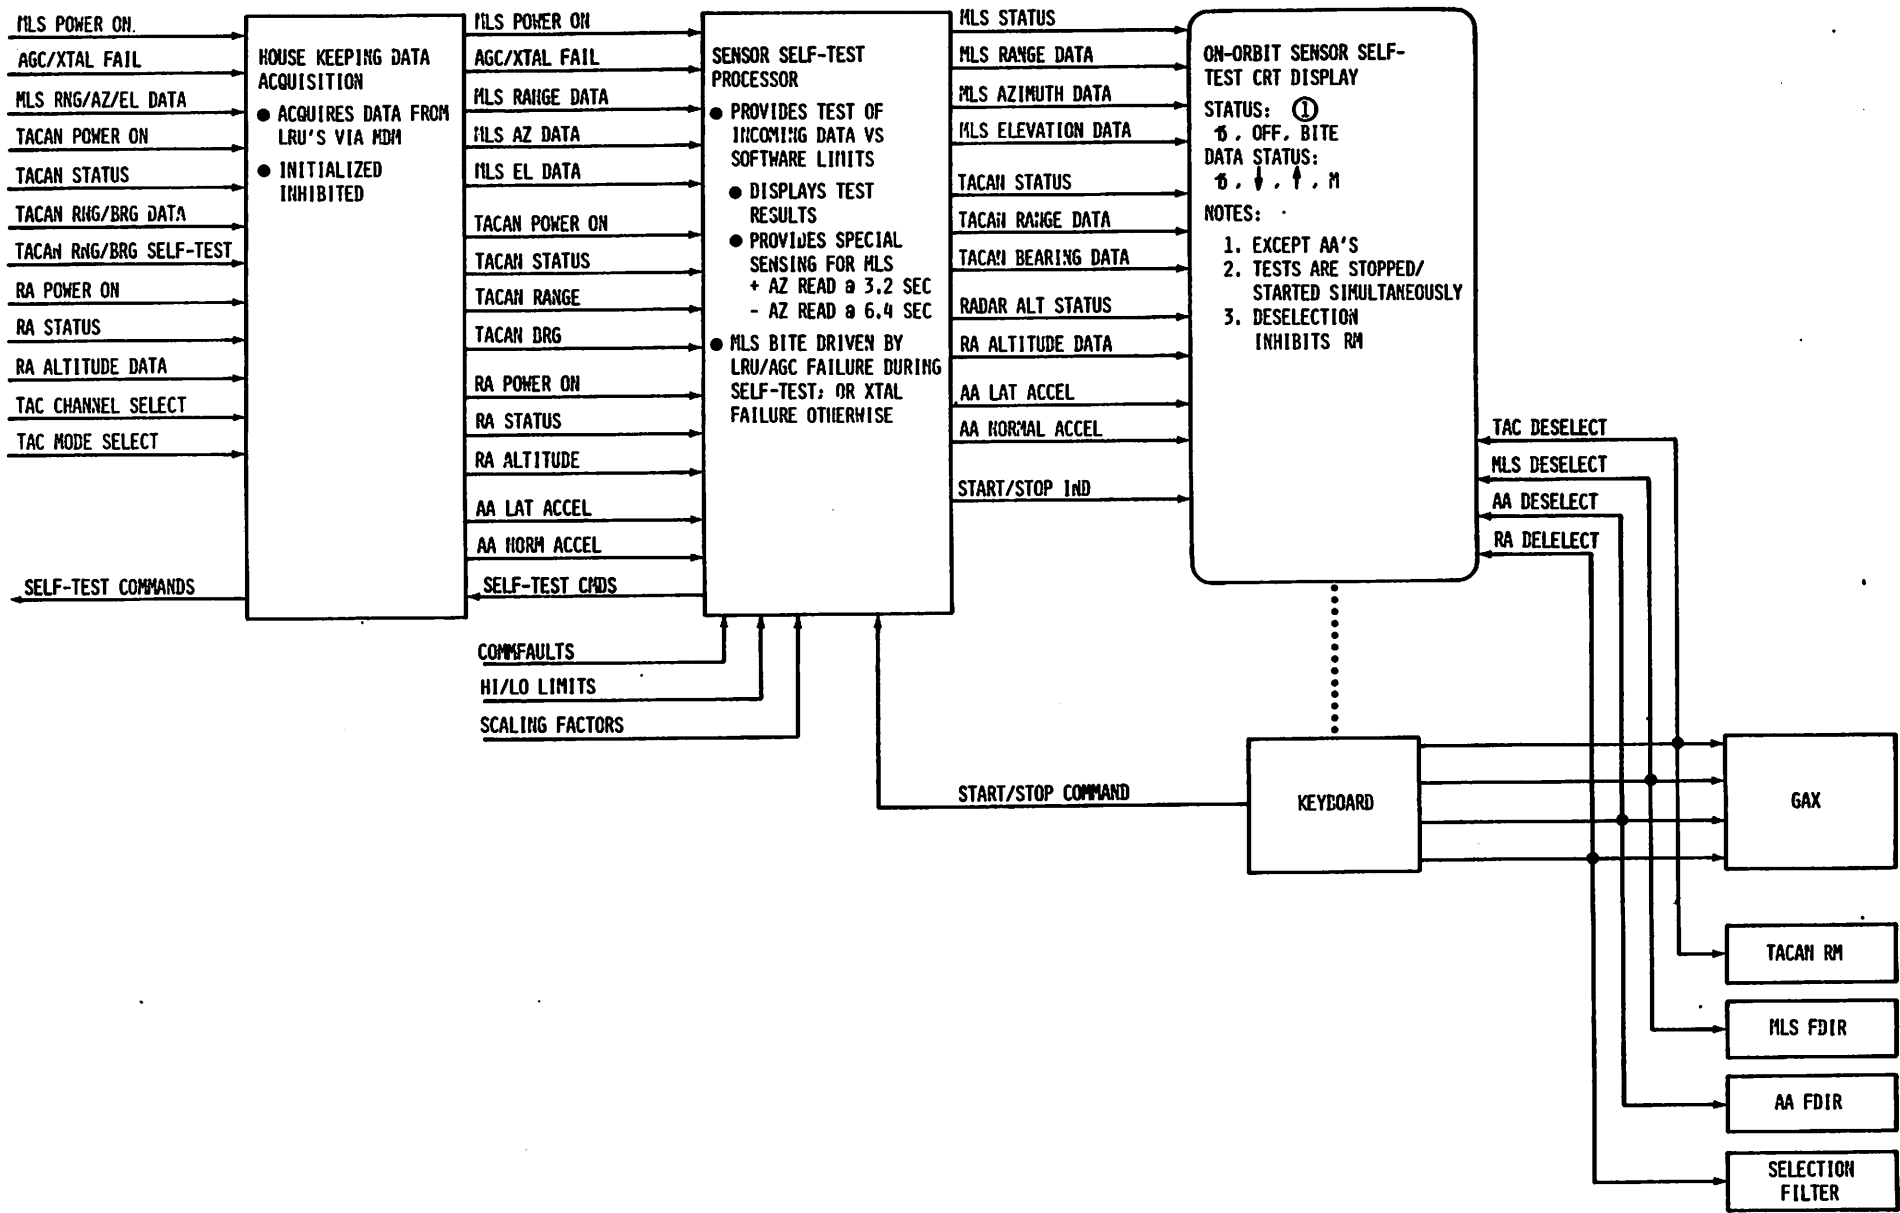 MLS POWER ON
AGC/XTAL FAIL
MLS RNG/AZ/EL DATA
TACAN POWER ON
TACAN STATUS
TACAN RNG/BRG DATA
TACAN RNG/BRG SELF-TEST
RA POWER ON
RA STATUS
RA ALTITUDE DATA
TAC CHANNEL SELECT
TAC MODE SELECT
SELF-TEST COMMANDS
HOUSE KEEPING DATA
ACQUISITION
● ACQUIRES DATA FROM
LRU'S VIA MDM
● INITIALIZED
INHIBITED
MLS POWER ON
AGC/XTAL FAIL
MLS RANGE DATA
MLS AZ DATA
MLS EL DATA
TACAN POWER ON
TACAN STATUS
TACAN RANGE
TACAN BRG
RA POWER ON
RA STATUS
RA ALTITUDE
AA LAT ACCEL
AA NORM ACCEL
SELF-TEST CMDS
COMMFAULTS
HI/LO LIMITS
SCALING FACTORS
SENSOR SELF-TEST
PROCESSOR
● PROVIDES TEST OF
INCOMING DATA VS
SOFTWARE LIMITS
● DISPLAYS TEST
RESULTS
● PROVIDES SPECIAL
SENSING FOR MLS
+ AZ READ @ 3.2 SEC
- AZ READ @ 6.4 SEC
● MLS BITE DRIVEN BY
LRU/AGC FAILURE DURING
SELF-TEST; OR XTAL
FAILURE OTHERWISE
MLS STATUS
MLS RANGE DATA
MLS AZIMUTH DATA
MLS ELEVATION DATA
TACAN STATUS
TACAN RANGE DATA
TACAN BEARING DATA
RADAR ALT STATUS
RA ALTITUDE DATA
AA LAT ACCEL
AA NORMAL ACCEL
START/STOP IND
START/STOP COMMAND
ON-ORBIT SENSOR SELF-
TEST CRT DISPLAY
STATUS: ①
, OFF, BITE
DATA STATUS:
, ↓, ↑, M
NOTES:
1. EXCEPT AA'S
2. TESTS ARE STOPPED/
STARTED SIMULTANEOUSLY
3. DESELECTION
INHIBITS RM
TAC DESELECT
MLS DESELECT
AA DESELECT
RA DELELECT
KEYBOARD
GAX
TACAN RM
MLS FDIR
AA FDIR
SELECTION
FILTER